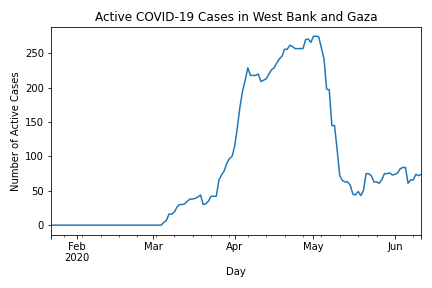 Active COVID-19 Cases in West Bank and Gaza
Number of Active Cases
250
200
150
100
50
0
Feb
2020
Mar
Apr
May
Jun
Day